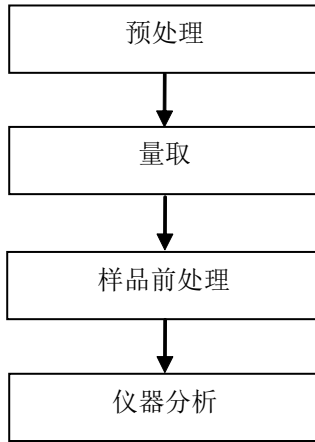 预处理
量取
样品前处理
仪器分析